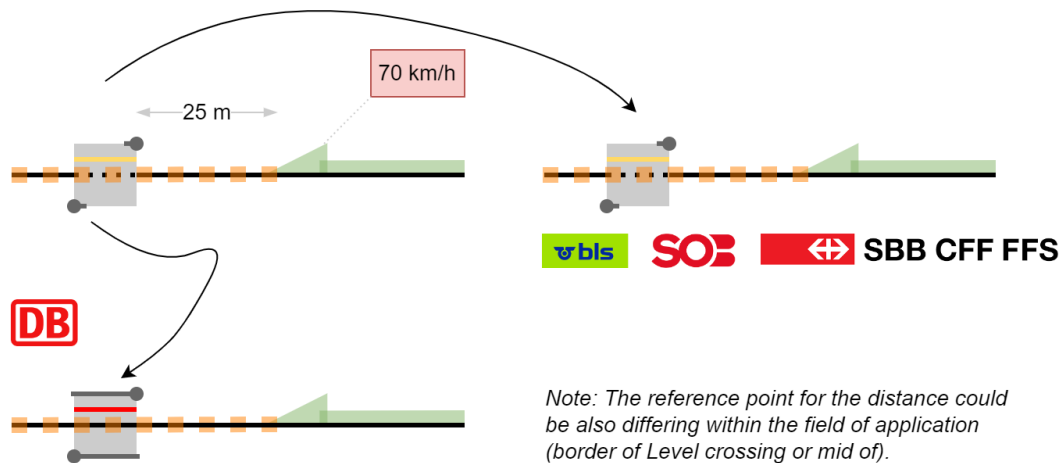 70 km/h
25 m
bls
SOB
SBB CFF FFS
DB
Note: The reference point for the distance could
be also differing within the field of application
(border of Level crossing or mid of).